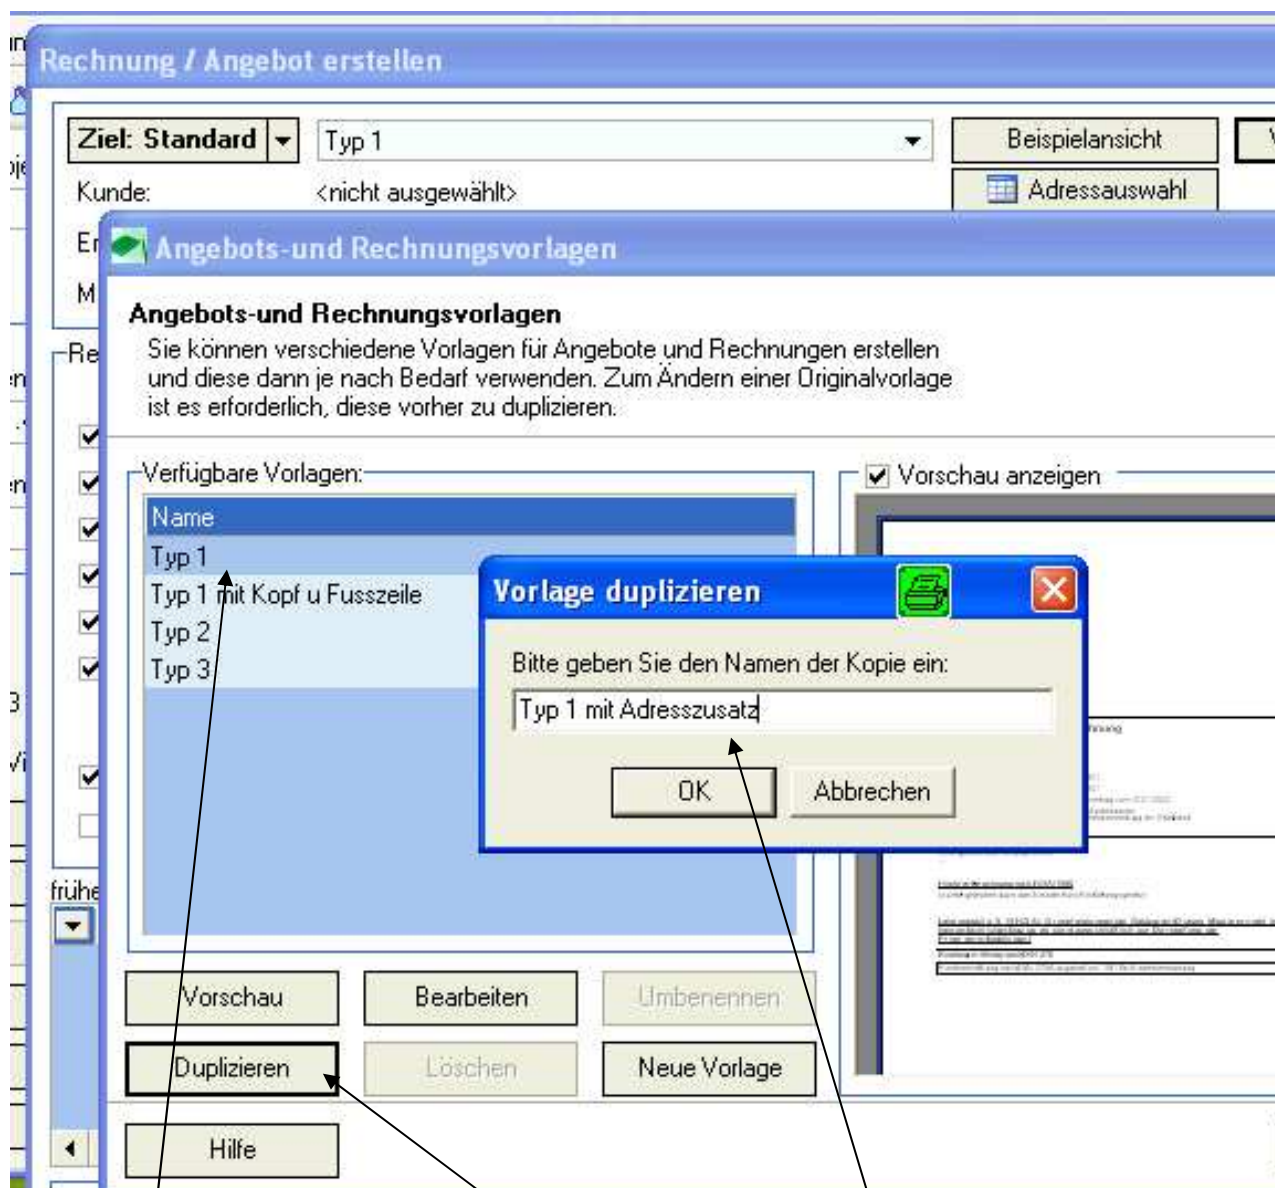 Rechnung / Angebot erstellen
Ziel: Standard
Typ 1
Beispielansicht
Kunde:
<nicht ausgewählt>
Adressauswahl
Angebots-und Rechnungsvorlagen
Angebots-und Rechnungsvorlagen
Sie können verschiedene Vorlagen für Angebote und Rechnungen erstellen
und diese dann je nach Bedarf verwenden. Zum Ändern einer Originalvorlage
ist es erforderlich, diese vorher zu duplizieren.
Verfügbare Vorlagen:
Vorschau anzeigen
Name
Typ 1
Typ 1 mit Kopf u Fusszeile
Typ 2
Typ 3
Vorlage duplizieren
Bitte geben Sie den Namen der Kopie ein:
Typ 1 mit Adresszusatz
OK
Abbrechen
Vorschau
Bearbeiten
Umbenennen
Duplizieren
Löschen
Neue Vorlage
Hilfe